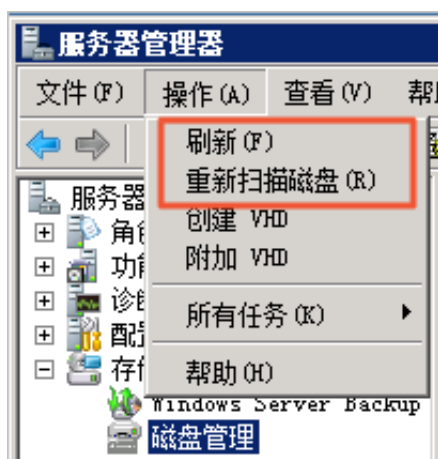 服务器管理器
文件(F) 操作(A) 查看(V) 帮
刷新(F)
重新扫描磁盘(R)
创建 VHD
附加 VHD
所有任务(K)
帮助(H)
服务器
角
功
诊
配
存
Windows Server Backup
磁盘管理